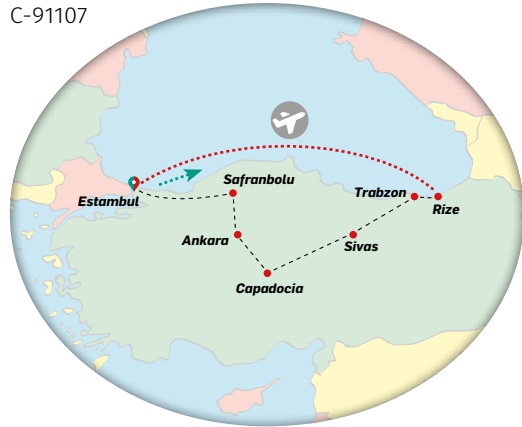 C-91107
Safranbolu
Estambul
Trabzon
Rize
Ankara
Sivas
Capadocia